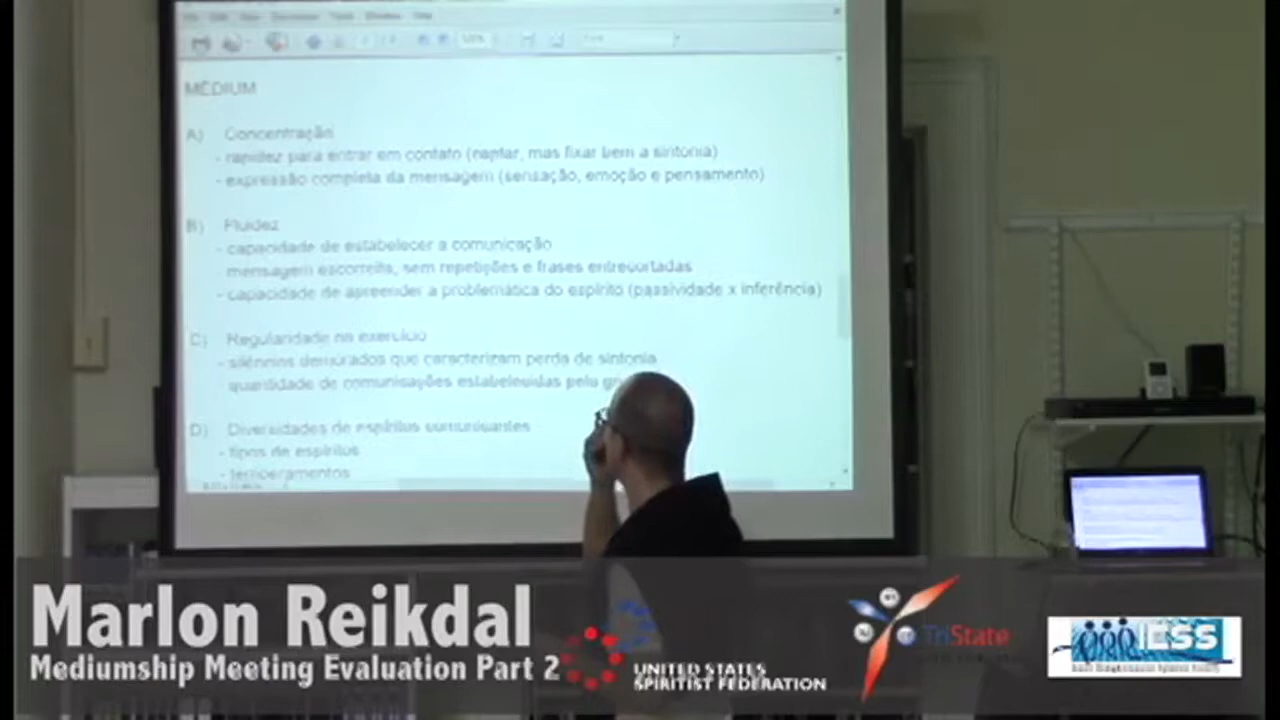 MÉDIUM
A) Concentração
- rapidez para entrar em contato (captar, mas fixar bem a sintonia)
- expressão completa da mensagem (sensação, emoção e pensamento)
B) Fluidez
- capacidade de estabelecer a comunicação
mensagem escorreita, sem repetições e frases entrecortadas
- capacidade de apreender a problemática do espírito (passividade x inferência)
C) Regularidade no exercício
- silêncios demorados que caracterizam perda de sintonia
quantidade de comunicações estabelecidas pelo
D) Diversidades de espíritos comunicantes
- tipos de espíritos
- temperamentos
Marlon Reikdal
Mediumship Meeting Evaluation Part 2
UNITED STATES
SPIRITIST FEDERATION
TriState
ESS